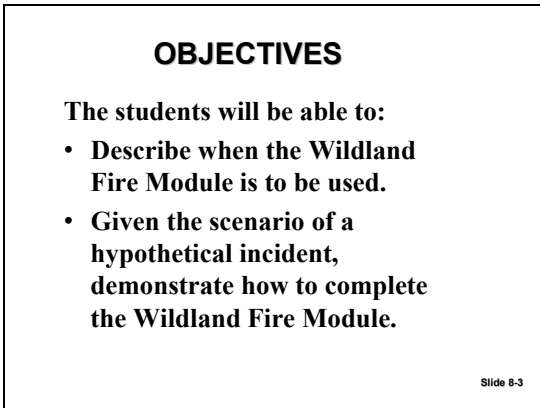 OBJECTIVES
The students will be able to:
• Describe when the Wildland
Fire Module is to be used.
• Given the scenario of a
hypothetical incident,
demonstrate how to complete
the Wildland Fire Module.
Slide 8-3